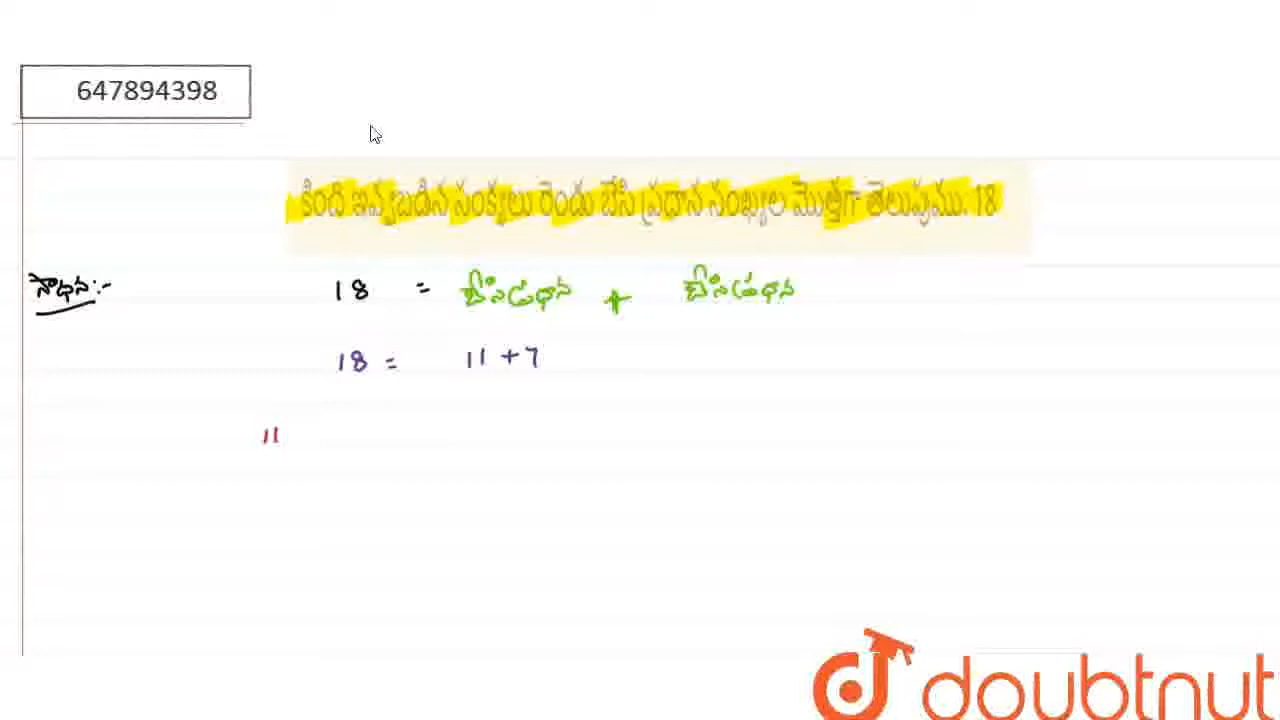 647894398
కింది ఇవ్వబడిన సంక్యలు రెండు బేసి ప్రధాన సంఖ్యల మొత్తంగా తెలుపుము. 18
సాధన:-
18 = బేసిప్రధాన + బేసిప్రధాన
18 = 11 + 7
11
doubtnut